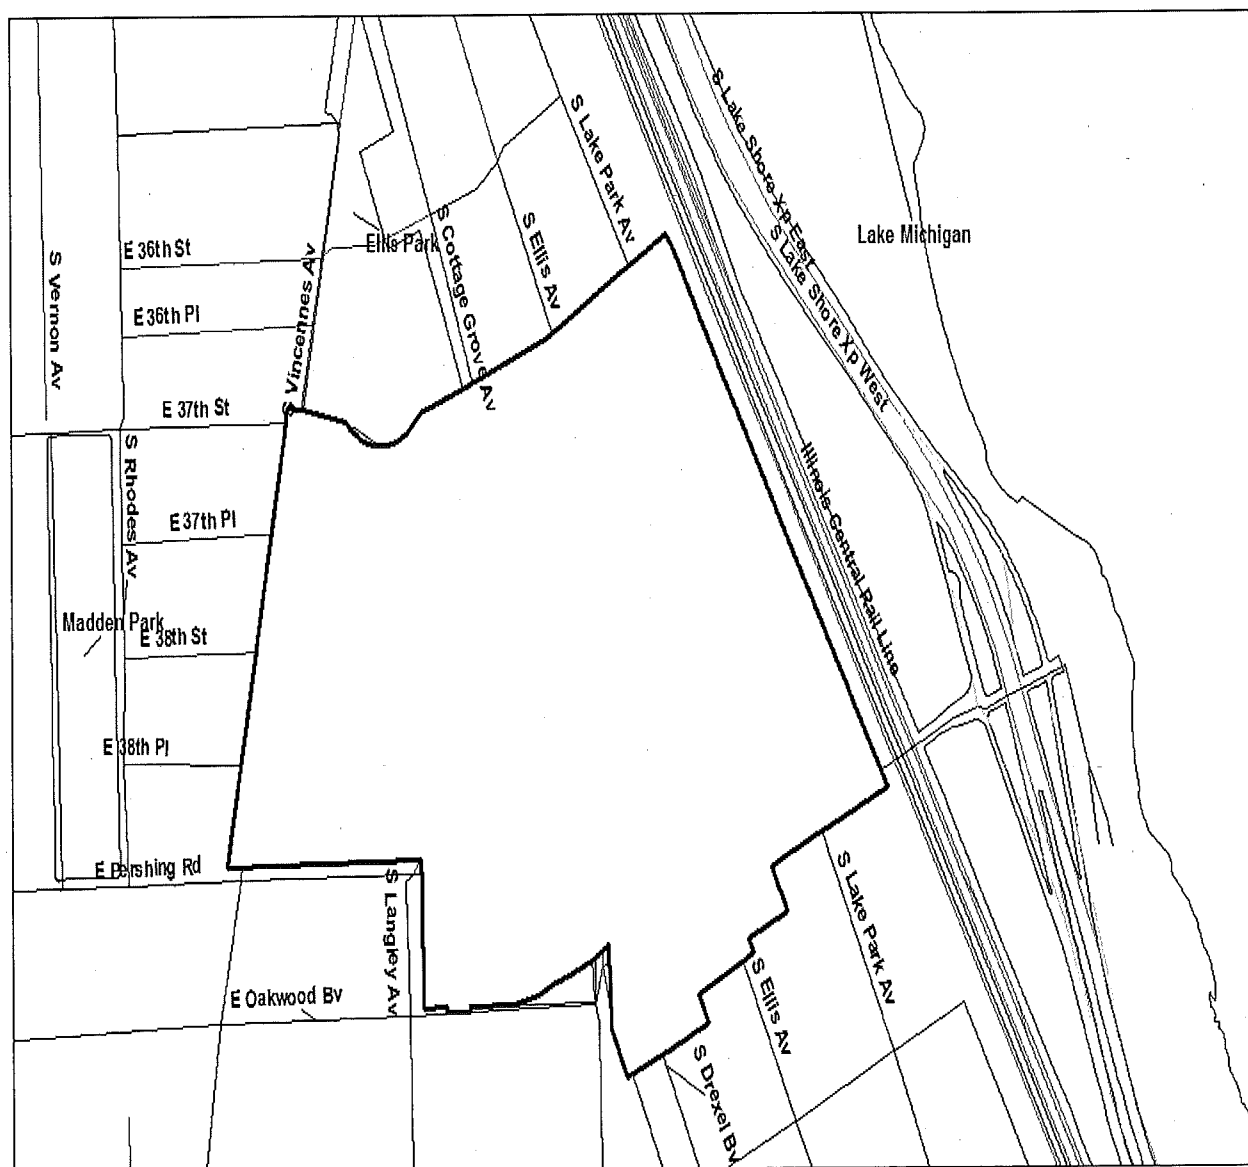 S Lake Shore Xp East
S Lake Park Av
S Cottage Grove Av
S Ellis Av
Lake Michigan
Ellis Park
S Lake Shore Xp West
E 36th St
S Vernon Av
S Vincennes Av
E 36th Pl
E 37th St
S Rhodes Av
Illinois Central Rail Line
E 37th Pl
Madden Park
E 38th St
E 38th Pl
E Pershing Rd
S Langley Av
S Lake Park Av
E Oakwood Bv
S Ellis Av
S Drexel Bv